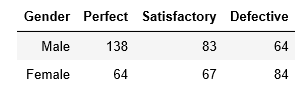 Gender Perfect Satisfactory Defective
Male 138 83 64
Female 64 67 84